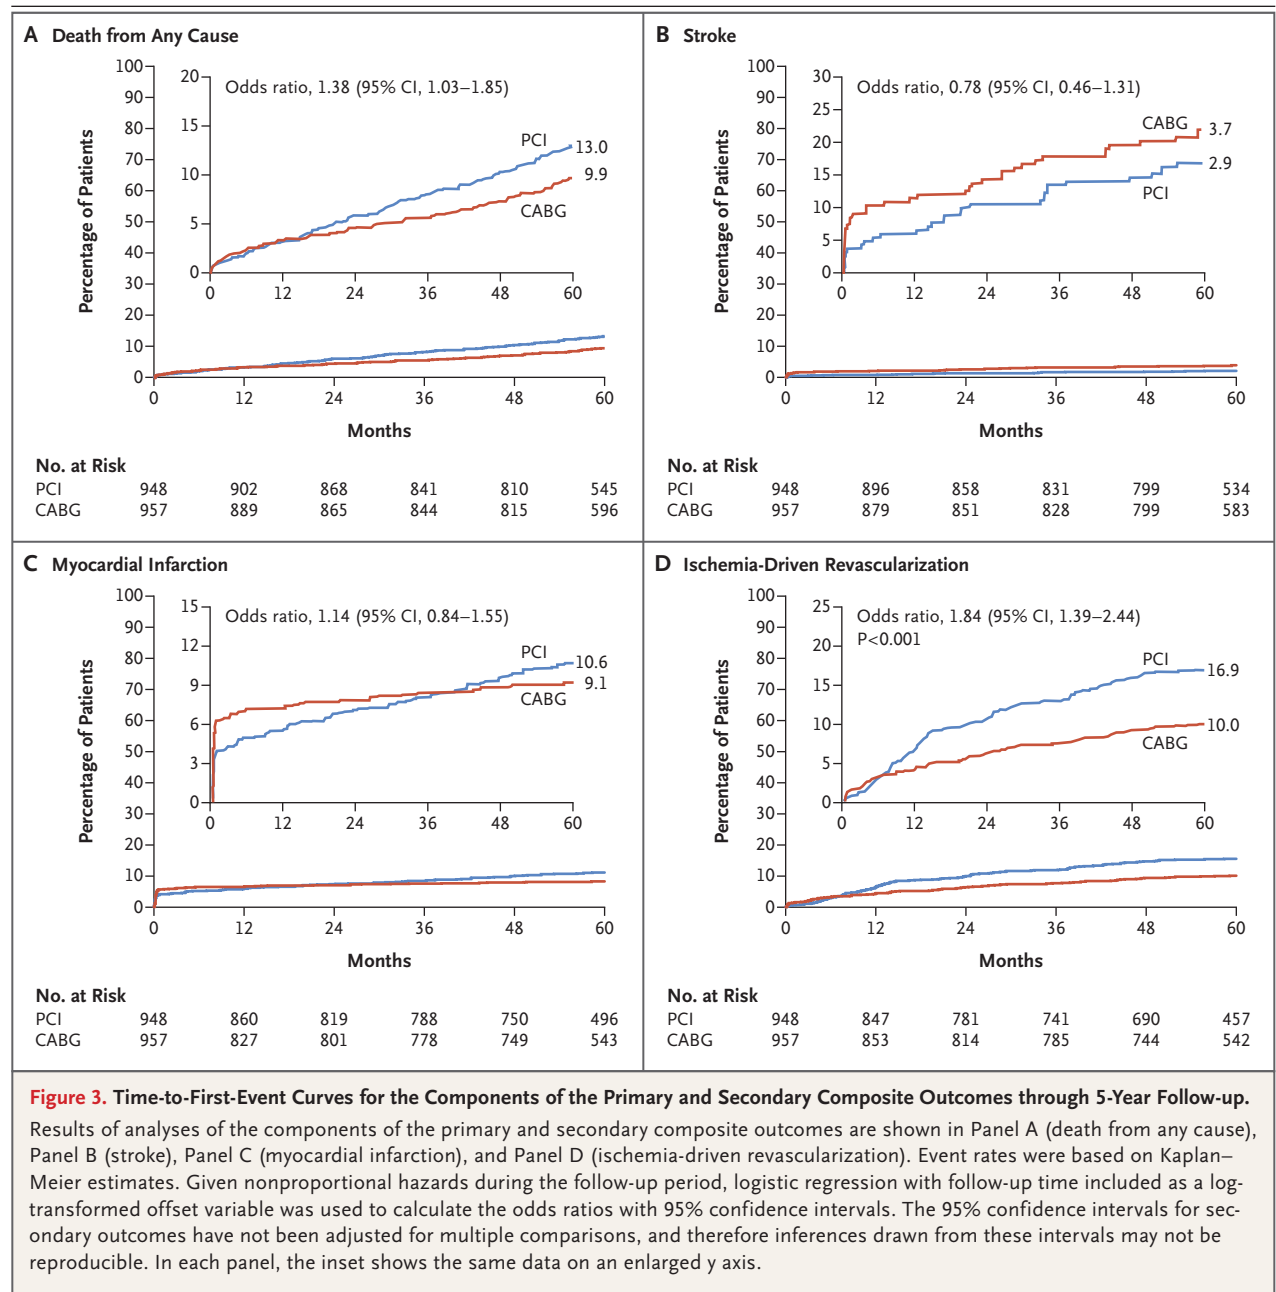 A Death from Any Cause
Percentage of Patients
100
90
80
70
60
50
40
30
20
10
0
20
15
10
5
0
Odds ratio, 1.38 (95% CI, 1.03–1.85)
PCI
13.0
9.9
CABG
0 12 24 36 48 60
0 12 24 36 48 60
Months
No. at Risk
PCI 948 902 868 841 810 545
CABG 957 889 865 844 815 596
B Stroke
Percentage of Patients
100
90
80
70
60
50
40
30
20
10
0
30
25
20
15
10
5
0
Odds ratio, 0.78 (95% CI, 0.46–1.31)
CABG
3.7
2.9
PCI
0 12 24 36 48 60
0 12 24 36 48 60
Months
No. at Risk
PCI 948 896 858 831 799 534
CABG 957 879 851 828 799 583
C Myocardial Infarction
Percentage of Patients
100
90
80
70
60
50
40
30
20
10
0
15
12
9
6
3
0
Odds ratio, 1.14 (95% CI, 0.84–1.55)
PCI
10.6
9.1
CABG
0 12 24 36 48 60
0 12 24 36 48 60
Months
No. at Risk
PCI 948 860 819 788 750 496
CABG 957 827 801 778 749 543
D Ischemia-Driven Revascularization
Percentage of Patients
100
90
80
70
60
50
40
30
20
10
0
25
20
15
10
5
0
Odds ratio, 1.84 (95% CI, 1.39–2.44)
P<0.001
PCI
16.9
10.0
CABG
0 12 24 36 48 60
0 12 24 36 48 60
Months
No. at Risk
PCI 948 847 781 741 690 457
CABG 957 853 814 785 744 542
Figure 3. Time-to-First-Event Curves for the Components of the Primary and Secondary Composite Outcomes through 5-Year Follow-up.
Results of analyses of the components of the primary and secondary composite outcomes are shown in Panel A (death from any cause),
Panel B (stroke), Panel C (myocardial infarction), and Panel D (ischemia-driven revascularization). Event rates were based on Kaplan–
Meier estimates. Given nonproportional hazards during the follow-up period, logistic regression with follow-up time included as a log-
transformed offset variable was used to calculate the odds ratios with 95% confidence intervals. The 95% confidence intervals for sec-
ondary outcomes have not been adjusted for multiple comparisons, and therefore inferences drawn from these intervals may not be
reproducible. In each panel, the inset shows the same data on an enlarged y axis.